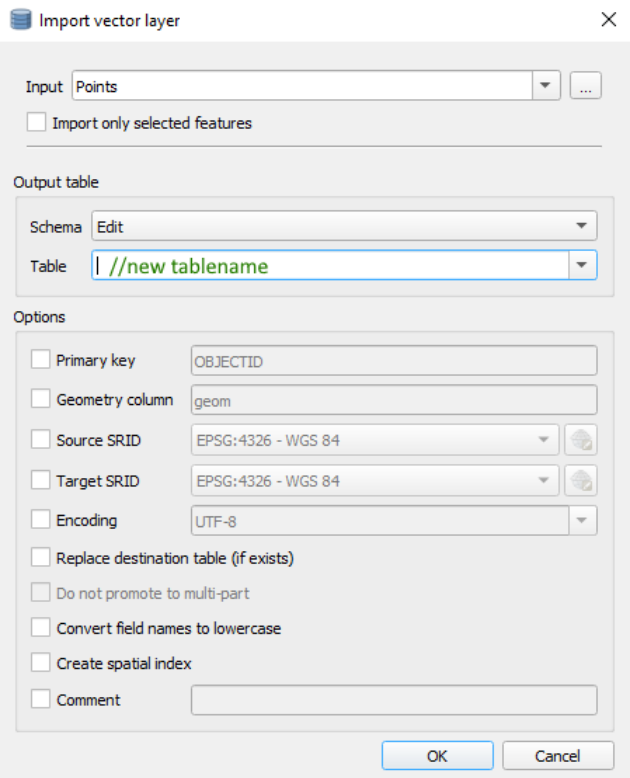 Import vector layer
Input Points ...
Import only selected features
Output table
Schema Edit
Table //new tablename
Options
Primary key OBJECTID
Geometry column geom
Source SRID EPSG:4326 - WGS 84
Target SRID EPSG:4326 - WGS 84
Encoding UTF-8
Replace destination table (if exists)
Do not promote to multi-part
Convert field names to lowercase
Create spatial index
Comment
OK Cancel